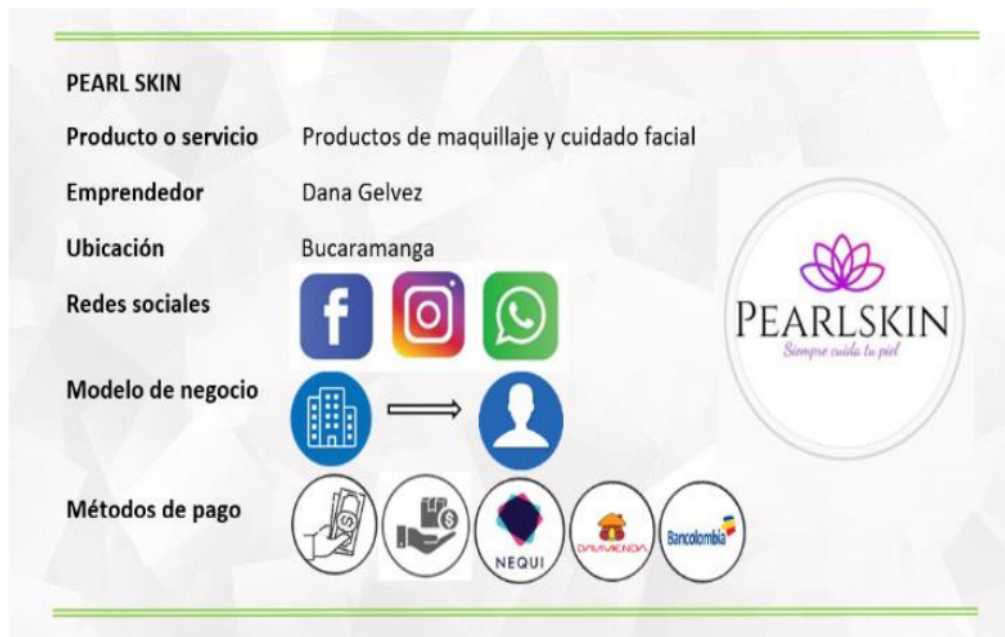 PEARL SKIN
Producto o servicio Productos de maquillaje y cuidado facial
Emprendedor Dana Gelvez
Ubicación Bucaramanga
Redes sociales
Modelo de negocio
Métodos de pago
PEARLSKIN
Siempre cuida tu piel
NEQUI
DAVIVIENDA
Bancolombia